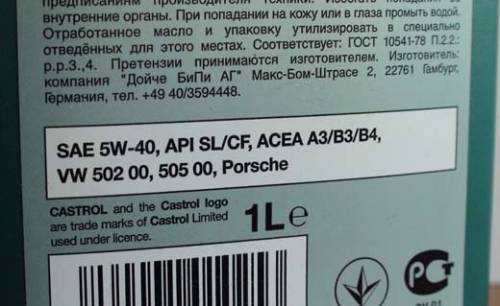 предписаниям производителя техники. Избегать попадания во
внутренние органы. При попадании на кожу или в глаза промыть водой.
Отработанное масло и упаковку утилизировать в специально
отведённых для этого местах. Соответствует: ГОСТ 10541-78 П.2.2.:
р.р.3.,4. Претензии принимаются изготовителем. Изготовитель:
компания "Дойче БиПи АГ" Макс-Бом-Штрасе 2, 22761 Гамбург,
Германия, тел. +49 40/3594448.
SAE 5W-40, API SL/CF, ACEA A3/B3/B4,
VW 502 00, 505 00, Porsche
CASTROL and the Castrol logo
are trade marks of Castrol Limited
used under licence.
1L e
РСТ